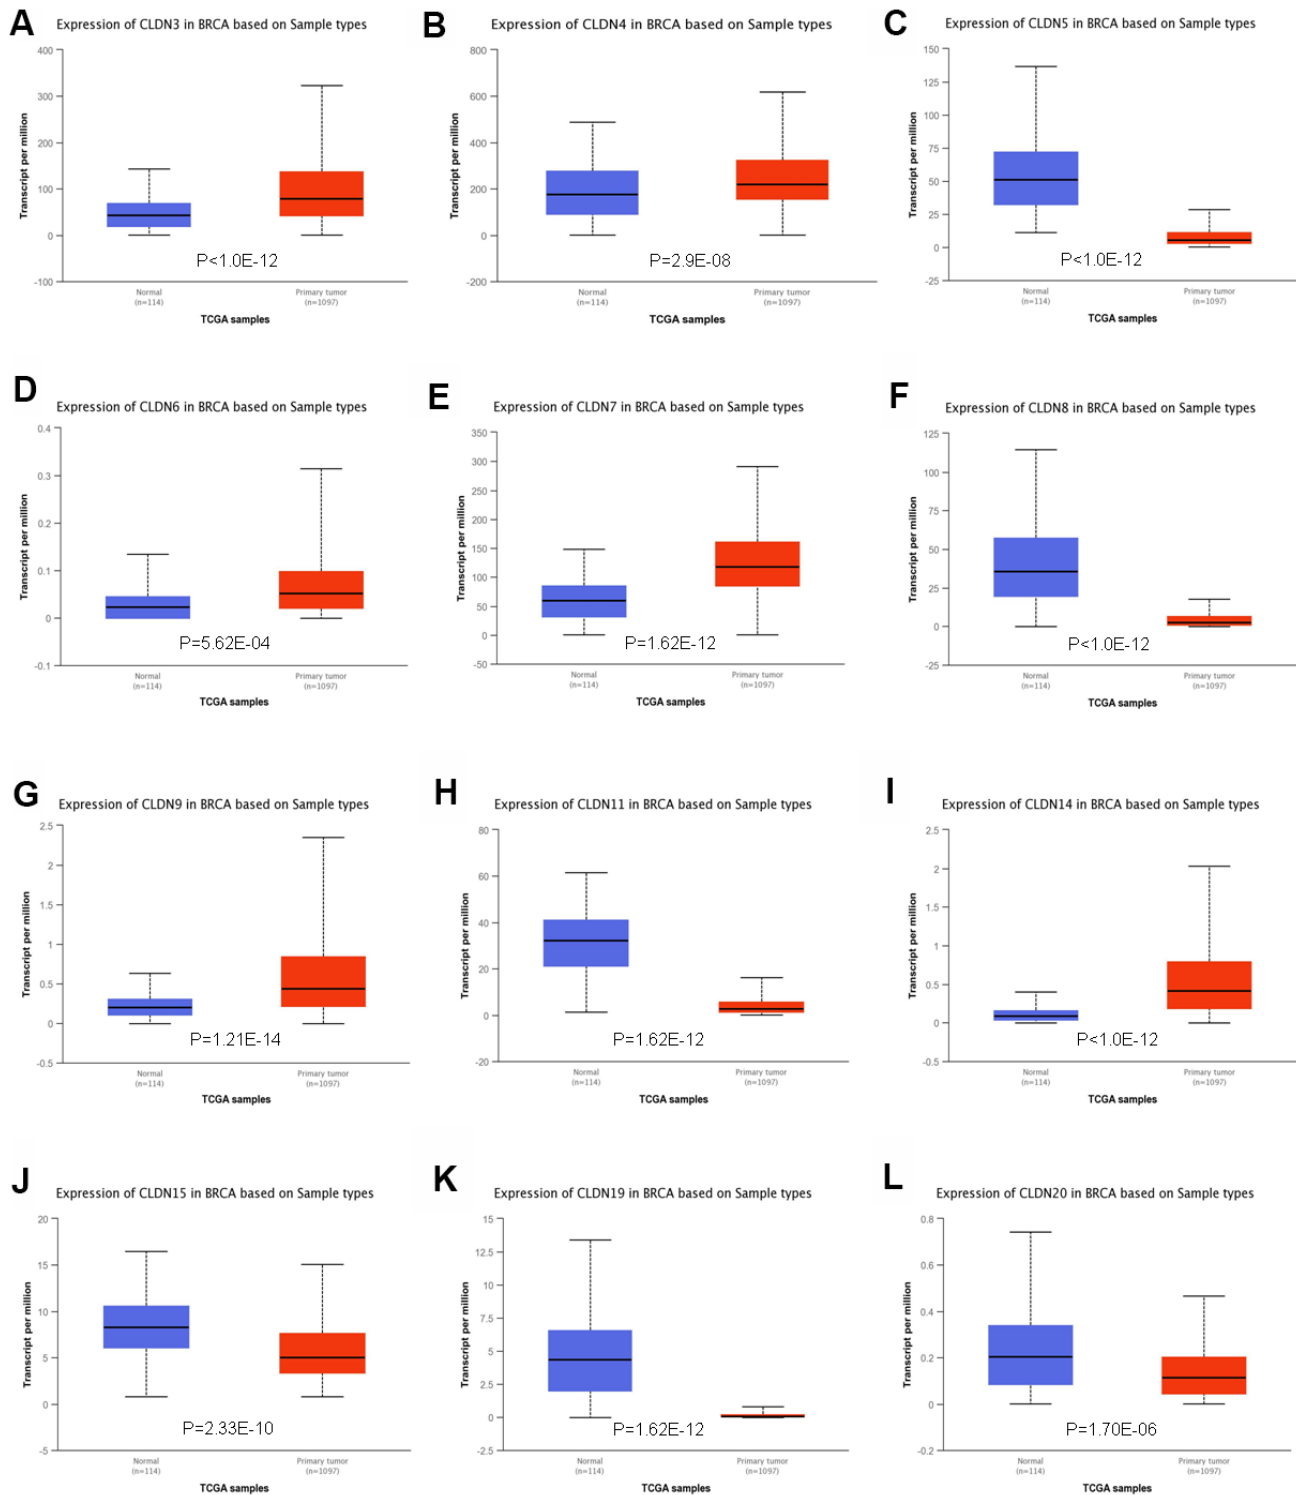 A
Expression of CLDN3 in BRCA based on Sample types
Transcript per million
400
300
200
100
0
-100
P<1.0E-12
Normal
(n=114)
Primary tumor
(n=1097)
TCGA samples
B
Expression of CLDN4 in BRCA based on Sample types
Transcript per million
800
600
400
200
0
-200
P=2.9E-08
Normal
(n=114)
Primary tumor
(n=1097)
TCGA samples
C
Expression of CLDN5 in BRCA based on Sample types
Transcript per million
150
125
100
75
50
25
0
-25
P<1.0E-12
Normal
(n=114)
Primary tumor
(n=1097)
TCGA samples
D
Expression of CLDN6 in BRCA based on Sample types
Transcript per million
0.4
0.3
0.2
0.1
0
-0.1
P=5.62E-04
Normal
(n=114)
Primary tumor
(n=1097)
TCGA samples
E
Expression of CLDN7 in BRCA based on Sample types
Transcript per million
350
300
250
200
150
100
50
0
-50
P=1.62E-12
Normal
(n=114)
Primary tumor
(n=1097)
TCGA samples
F
Expression of CLDN8 in BRCA based on Sample types
Transcript per million
125
100
75
50
25
0
-25
P<1.0E-12
Normal
(n=114)
Primary tumor
(n=1097)
TCGA samples
G
Expression of CLDN9 in BRCA based on Sample types
Transcript per million
2.5
2
1.5
1
0.5
0
-0.5
P=1.21E-14
Normal
(n=114)
Primary tumor
(n=1097)
TCGA samples
H
Expression of CLDN11 in BRCA based on Sample types
Transcript per million
80
60
40
20
0
-20
P=1.62E-12
Normal
(n=114)
Primary tumor
(n=1097)
TCGA samples
I
Expression of CLDN14 in BRCA based on Sample types
Transcript per million
2.5
2
1.5
1
0.5
0
-0.5
P<1.0E-12
Normal
(n=114)
Primary tumor
(n=1097)
TCGA samples
J
Expression of CLDN15 in BRCA based on Sample types
Transcript per million
20
15
10
5
0
-5
P=2.33E-10
Normal
(n=114)
Primary tumor
(n=1097)
TCGA samples
K
Expression of CLDN19 in BRCA based on Sample types
Transcript per million
15
12.5
10
7.5
5
2.5
0
-2.5
P=1.62E-12
Normal
(n=114)
Primary tumor
(n=1097)
TCGA samples
L
Expression of CLDN20 in BRCA based on Sample types
Transcript per million
0.8
0.6
0.4
0.2
0
-0.2
P=1.70E-06
Normal
(n=114)
Primary tumor
(n=1097)
TCGA samples